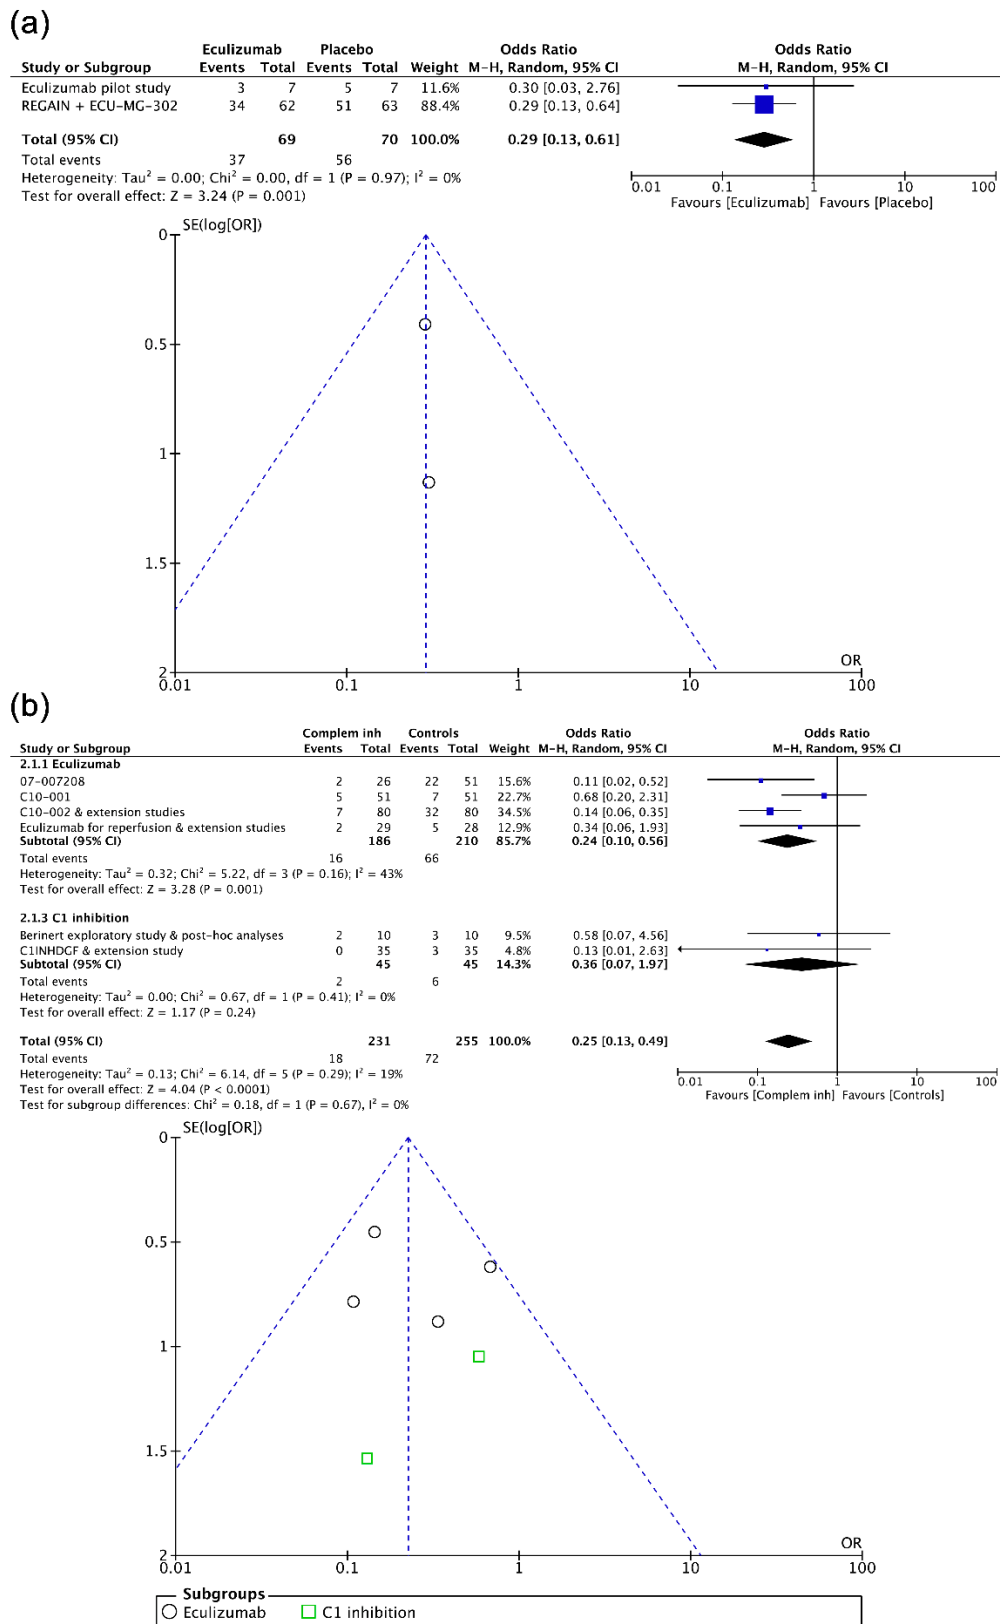 (a)
Eculizumab Placebo Odds Ratio Odds Ratio
Study or Subgroup Events Total Events Total Weight M-H, Random, 95% CI M-H, Random, 95% CI
Eculizumab pilot study 3 7 5 7 11.6% 0.30 [0.03, 2.76]
REGAIN + ECU-MG-302 34 62 51 63 88.4% 0.29 [0.13, 0.64]
Total (95% CI) 69 70 100.0% 0.29 [0.13, 0.61]
Total events 37 56
Heterogeneity: Tau² = 0.00; Chi² = 0.00, df = 1 (P = 0.97); I² = 0%
Test for overall effect: Z = 3.24 (P = 0.001)
0.01 0.1 1 10 100
Favours [Eculizumab] Favours [Placebo]
SE(log[OR])
0
0.5
1
1.5
2
OR
0.01 0.1 1 10 100
(b)
Complem inh Controls Odds Ratio Odds Ratio
Study or Subgroup Events Total Events Total Weight M-H, Random, 95% CI M-H, Random, 95% CI
2.1.1 Eculizumab
07-007208 2 26 22 51 15.6% 0.11 [0.02, 0.52]
C10-001 5 51 7 51 22.7% 0.68 [0.20, 2.31]
C10-002 & extension studies 7 80 32 80 34.5% 0.14 [0.06, 0.35]
Eculizumab for reperfusion & extension studies 2 29 5 28 12.9% 0.34 [0.06, 1.93]
Subtotal (95% CI) 186 210 85.7% 0.24 [0.10, 0.56]
Total events 16 66
Heterogeneity: Tau² = 0.32; Chi² = 5.22, df = 3 (P = 0.16); I² = 43%
Test for overall effect: Z = 3.28 (P = 0.001)
2.1.3 C1 inhibition
Berinert exploratory study & post-hoc analyses 2 10 3 10 9.5% 0.58 [0.07, 4.56]
C1INHDGF & extension study 0 35 3 35 4.8% 0.13 [0.01, 2.63]
Subtotal (95% CI) 45 45 14.3% 0.36 [0.07, 1.97]
Total events 2 6
Heterogeneity: Tau² = 0.00; Chi² = 0.67, df = 1 (P = 0.41); I² = 0%
Test for overall effect: Z = 1.17 (P = 0.24)
Total (95% CI) 231 255 100.0% 0.25 [0.13, 0.49]
Total events 18 72
Heterogeneity: Tau² = 0.13; Chi² = 6.14, df = 5 (P = 0.29); I² = 19%
Test for overall effect: Z = 4.04 (P < 0.0001)
Test for subgroup differences: Chi² = 0.18, df = 1 (P = 0.67), I² = 0%
0.01 0.1 1 10 100
Favours [Complem inh] Favours [Controls]
SE(log[OR])
0
0.5
1
1.5
2
OR
0.01 0.1 1 10 100
Subgroups
Eculizumab C1 inhibition